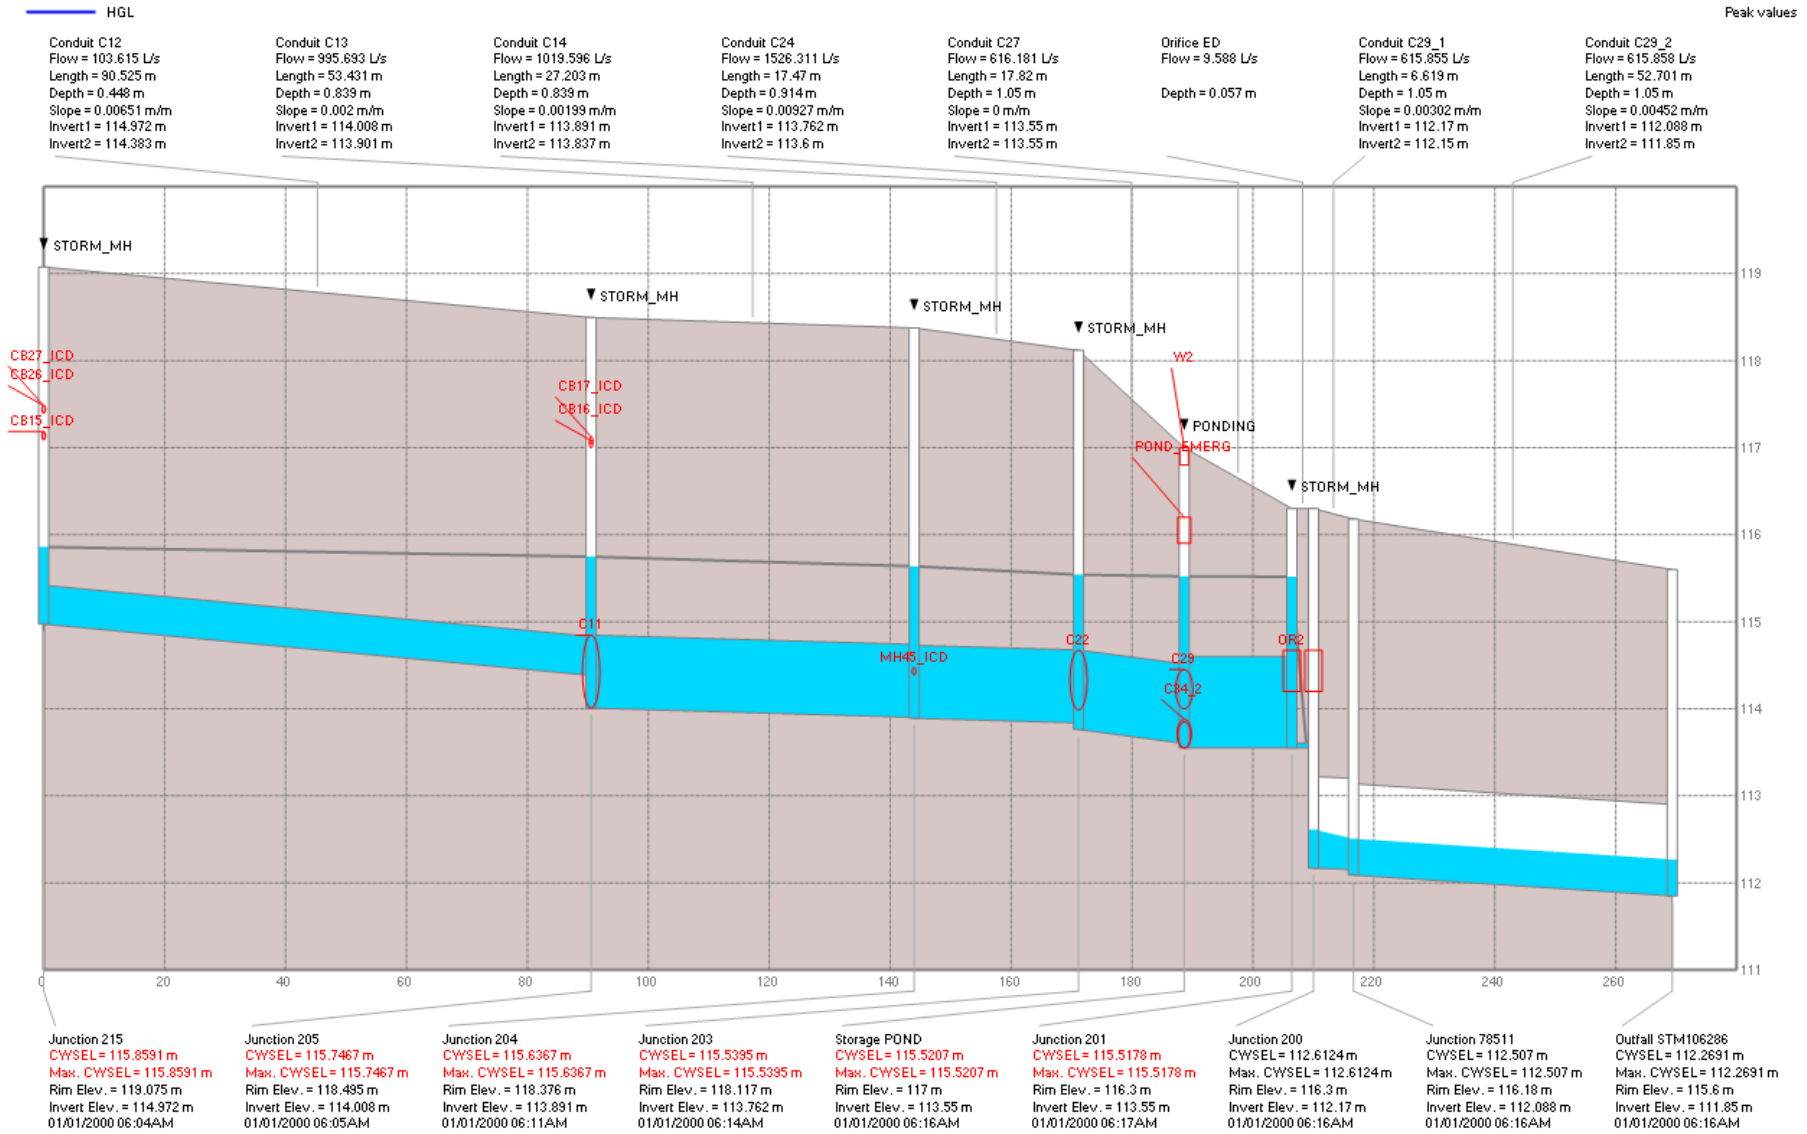 HGL
Peak values
Conduit C12
Flow = 103.615 L/s
Length = 90.525 m
Depth = 0.448 m
Slope = 0.00651 m/m
Invert1 = 114.972 m
Invert2 = 114.383 m
Conduit C13
Flow = 995.693 L/s
Length = 53.431 m
Depth = 0.839 m
Slope = 0.002 m/m
Invert1 = 114.008 m
Invert2 = 113.901 m
Conduit C14
Flow = 1019.596 L/s
Length = 27.203 m
Depth = 0.839 m
Slope = 0.00199 m/m
Invert1 = 113.891 m
Invert2 = 113.837 m
Conduit C24
Flow = 1526.311 L/s
Length = 17.47 m
Depth = 0.914 m
Slope = 0.00927 m/m
Invert1 = 113.762 m
Invert2 = 113.6 m
Conduit C27
Flow = 616.181 L/s
Length = 17.82 m
Depth = 1.05 m
Slope = 0 m/m
Invert1 = 113.55 m
Invert2 = 113.55 m
Orifice ED
Flow = 9.588 L/s
Depth = 0.057 m
Conduit C29_1
Flow = 615.855 L/s
Length = 6.619 m
Depth = 1.05 m
Slope = 0.00302 m/m
Invert1 = 112.17 m
Invert2 = 112.15 m
Conduit C29_2
Flow = 615.858 L/s
Length = 52.701 m
Depth = 1.05 m
Slope = 0.00452 m/m
Invert1 = 112.088 m
Invert2 = 111.85 m
STORM_MH
STORM_MH
STORM_MH
STORM_MH
PONDING
STORM_MH
CB27_ICD
CB26_ICD
CB15_ICD
CB17_ICD
CB16_ICD
W2
POND_EMERG
C11
MH45_ICD
C22
C29
C34_2
OR2
119
118
117
116
115
114
113
112
111
0 20 40 60 80 100 120 140 160 180 200 220 240 260
Junction 215
CWSEL = 115.8591 m
Max. CWSEL = 115.8591 m
Rim Elev. = 119.075 m
Invert Elev. = 114.972 m
01/01/2000 06:04AM
Junction 205
CWSEL = 115.7467 m
Max. CWSEL = 115.7467 m
Rim Elev. = 118.495 m
Invert Elev. = 114.008 m
01/01/2000 06:05AM
Junction 204
CWSEL = 115.6367 m
Max. CWSEL = 115.6367 m
Rim Elev. = 118.376 m
Invert Elev. = 113.891 m
01/01/2000 06:11AM
Junction 203
CWSEL = 115.5395 m
Max. CWSEL = 115.5395 m
Rim Elev. = 118.117 m
Invert Elev. = 113.762 m
01/01/2000 06:14AM
Storage POND
CWSEL = 115.5207 m
Max. CWSEL = 115.5207 m
Rim Elev. = 117 m
Invert Elev. = 113.55 m
01/01/2000 06:16AM
Junction 201
CWSEL = 115.5178 m
Max. CWSEL = 115.5178 m
Rim Elev. = 116.3 m
Invert Elev. = 113.55 m
01/01/2000 06:17AM
Junction 200
CWSEL = 112.6124 m
Max. CWSEL = 112.6124 m
Rim Elev. = 116.3 m
Invert Elev. = 112.17 m
01/01/2000 06:16AM
Junction 78511
CWSEL = 112.507 m
Max. CWSEL = 112.507 m
Rim Elev. = 116.18 m
Invert Elev. = 112.088 m
01/01/2000 06:16AM
Outfall STM106286
CWSEL = 112.2691 m
Max. CWSEL = 112.2691 m
Rim Elev. = 115.6 m
Invert Elev. = 111.85 m
01/01/2000 06:16AM